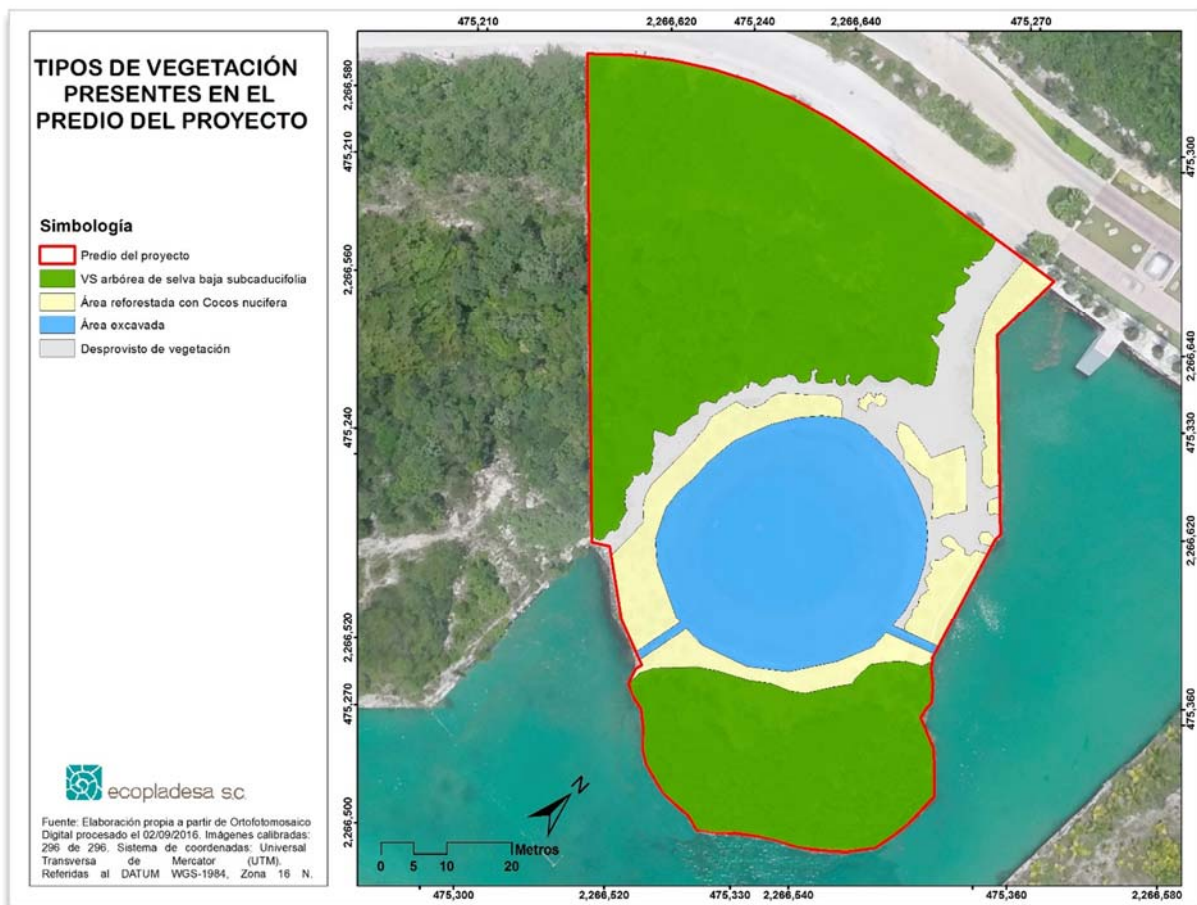 TIPOS DE VEGETACIÓN
PRESENTES EN EL
PREDIO DEL PROYECTO
Simbología
Predio del proyecto
VS arbórea de selva baja subcaducifolia
Área reforestada con Cocos nucifera
Área excavada
Desprovisto de vegetación
ecopladesa s.c.
Fuente: Elaboración propia a partir de Ortofotomosaico
Digital procesado el 02/09/2016. Imágenes calibradas:
296 de 296. Sistema de coordenadas: Universal
Transversa de Mercator (UTM).
Referidas al DATUM WGS-1984, Zona 16 N.
475,210 2,266,620 475,240 2,266,640 475,270
2,266,580
475,210
2,266,560
475,240
2,266,520
475,270
2,266,500
475,300
2,266,640
475,330
2,266,620
475,360
N
Metros
0 5 10 20
475,300 2,266,520 475,330 2,266,540 475,360 2,266,580